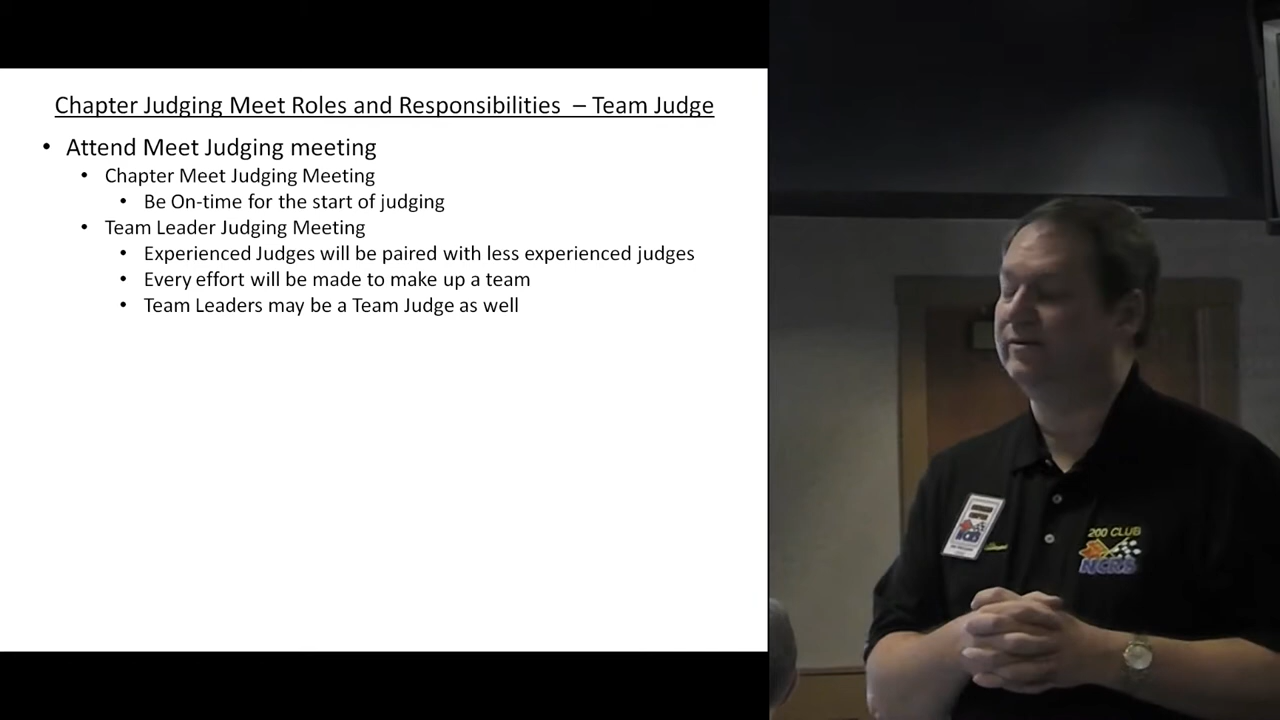 Chapter Judging Meet Roles and Responsibilities – Team Judge
• Attend Meet Judging meeting
• Chapter Meet Judging Meeting
• Be On-time for the start of judging
• Team Leader Judging Meeting
• Experienced Judges will be paired with less experienced judges
• Every effort will be made to make up a team
• Team Leaders may be a Team Judge as well
200 CLUB
NCRS